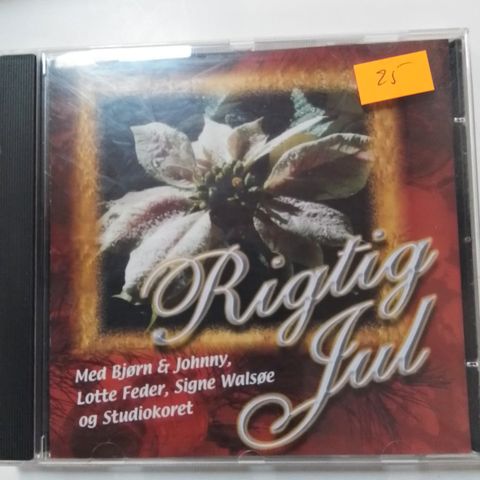 25
Rigtig
Jul
Med Bjørn & Johnny,
Lotte Feder, Signe Walsøe
og Studiokoret